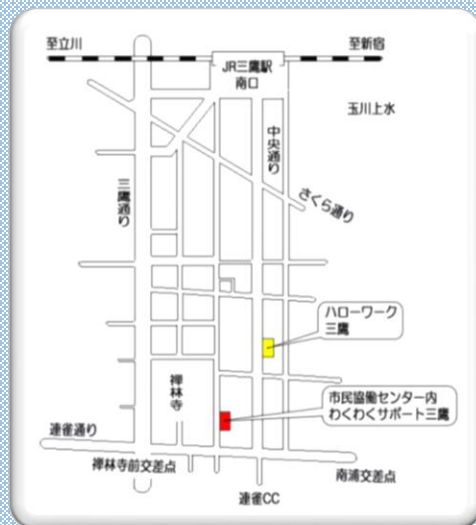 至立川
至新宿
JR三鷹駅
南口
玉川上水
中央通り
三鷹通り
さくら通り
ハローワーク
三鷹
禅林寺
市民協働センター内
わくわくサポート三鷹
連雀通り
禅林寺前交差点
南浦交差点
連雀CC